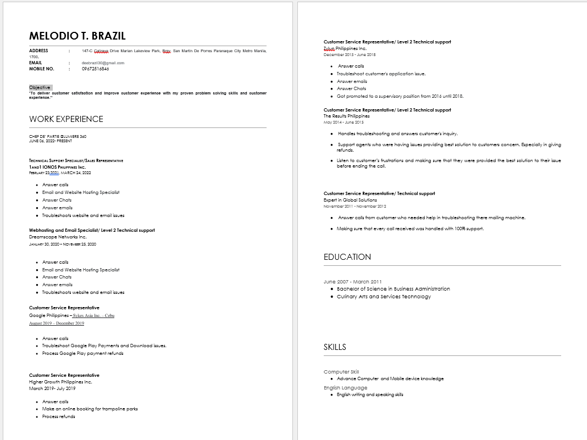 MELODIO T. BRAZIL
ADDRESS : Drive Marian Lakeview Park, San Martin De Porres Paranaque City Metro Manila,
1700,
EMAIL : @gmail.com
MOBILE NO. : 09672816846
Objective:
"To deliver customer satisfaction and improve customer experience with my proven problem solving skills and customer
experience."
WORK EXPERIENCE
CHEF DE' PARTIE
JUNE 06, 2022- PRESENT
Technical Support Specialist/Sales Representative
1and1 IONOS Philippines Inc.
February 2021- March 24, 2022
• Answer calls
• Email and Website Hosting Specialist
• Answer Chats
• Answer emails
• Troubleshoots website and email issues
Webhosting and Email Specialist/ Level 2 Technical support
Dreamscape Networks Inc.
January 30, 2020 – November 23, 2020
• Answer calls
• Email and Website Hosting Specialist
• Answer Chats
• Answer emails
• Troubleshoots website and email issues
Customer Service Representative
Google Philippines – Asia Inc. Cebu
August 2019 - December 2019
• Answer calls
• Troubleshoot Google Play Payments and Download issues.
• Process Google Play payment refunds
Customer Service Representative
Higher Growth Philippines Inc.
March 2019- July 2019
• Answer calls
• Make an online booking for trampoline parks
• Process refunds
Customer Service Representative/ Level 2 Technical support
Philippines Inc.
December 2015 - June 2018
• Answer calls
• Troubleshoot customer's application issue.
• Answer emails
• Answer Chats
• Got promoted to a supervisory position from 2016 until 2018.
Customer Service Representative/ Level 2 Technical support
The Results Philippines
May 2014 - June 2015
• Handles troubleshooting and answers customer's inquiry.
• Support agents who were having issues providing best solution to customers concern. Especially in giving
refunds.
• Listen to customer's frustrations and making sure that they were provided the best solution to their issue
before ending the call.
Customer Service Representative/ Technical support
Expert in Global Solutions
November 2011 - November 2013
• Answer calls from customer who needed help in troubleshooting there mailing machine.
• Making sure that every call received was handled with 100% support.
EDUCATION
June 2007 - March 2011
• Bachelor of Science in Business Administration
• Culinary Arts and Services Technology
SKILLS
Computer Skill
• Advance Computer and Mobile device knowledge
English Language
• English writing and speaking skills